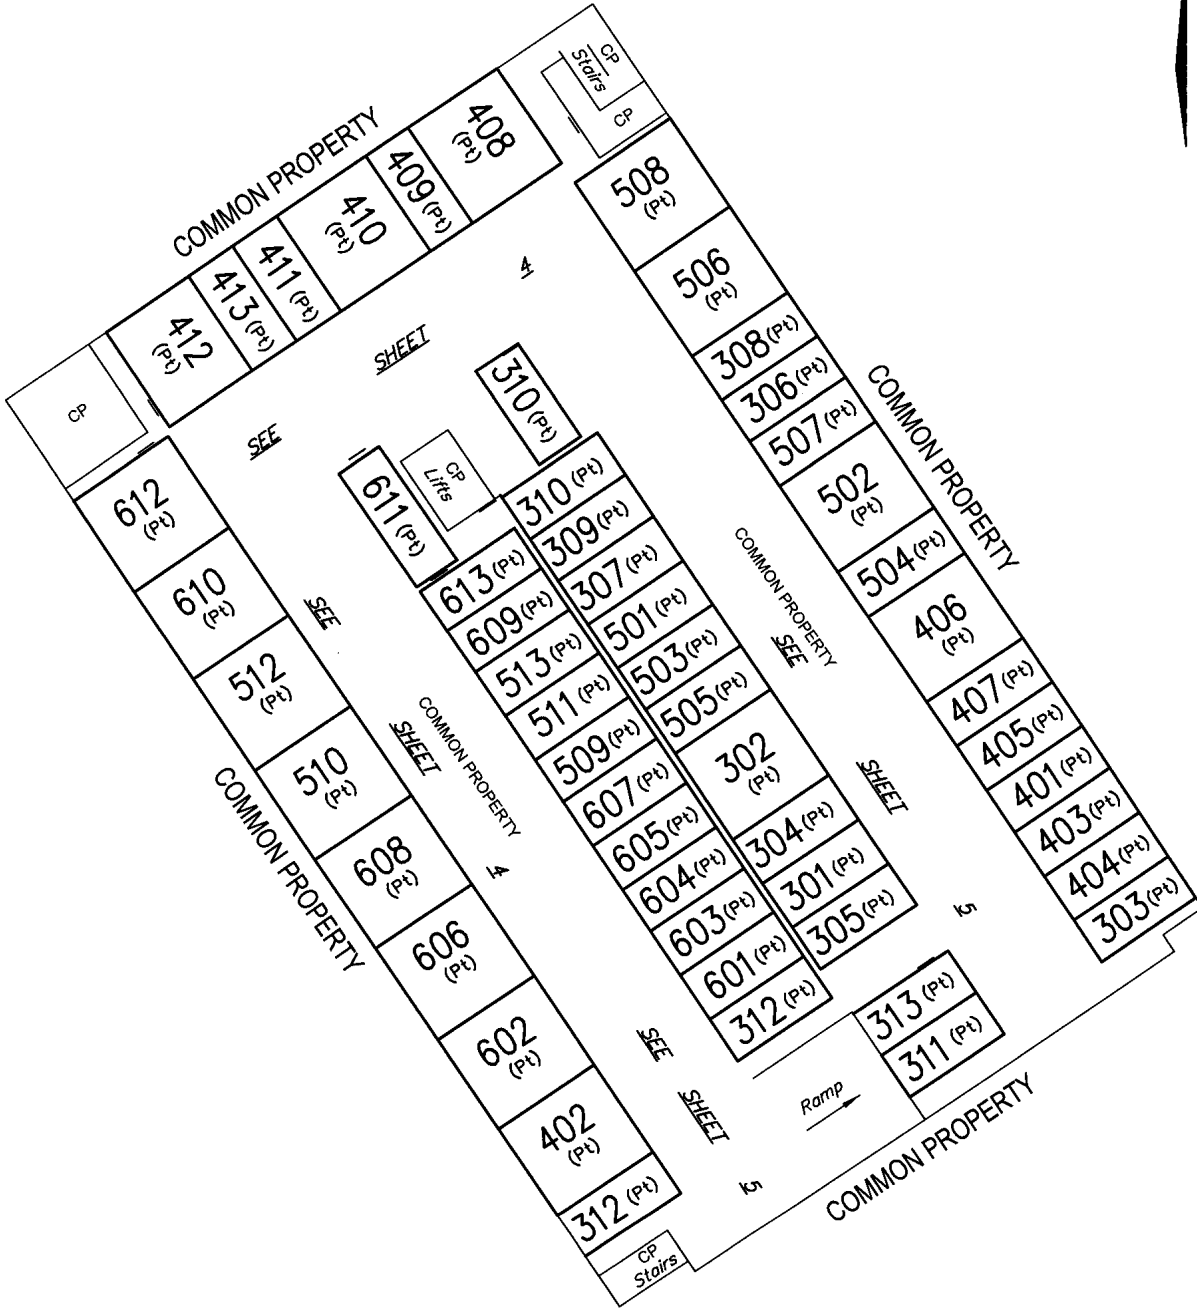 CP
Stairs
CP
COMMON PROPERTY
408
(Pt)
409 (Pt)
410
(Pt)
411 (Pt)
413 (Pt)
412
(Pt)
CP
508
(Pt)
506
(Pt)
308 (Pt)
306 (Pt)
507 (Pt)
502
(Pt)
504 (Pt)
406
(Pt)
407 (Pt)
405 (Pt)
401 (Pt)
403 (Pt)
404 (Pt)
303 (Pt)
COMMON PROPERTY
SEE
SHEET
4
310 (Pt)
611 (Pt)
CP
Lifts
310 (Pt)
309 (Pt)
307 (Pt)
501 (Pt)
503 (Pt)
505 (Pt)
302
(Pt)
304 (Pt)
301 (Pt)
305 (Pt)
613 (Pt)
609 (Pt)
513 (Pt)
511 (Pt)
509 (Pt)
607 (Pt)
605 (Pt)
604 (Pt)
603 (Pt)
601 (Pt)
312 (Pt)
COMMON PROPERTY
SEE
SHEET
5
612
(Pt)
610
(Pt)
512
(Pt)
510
(Pt)
608
(Pt)
606
(Pt)
602
(Pt)
402
(Pt)
312 (Pt)
COMMON PROPERTY
SEE
SHEET
4
COMMON PROPERTY
SEE
SHEET
5
313 (Pt)
311 (Pt)
Ramp
COMMON PROPERTY
CP
Stairs